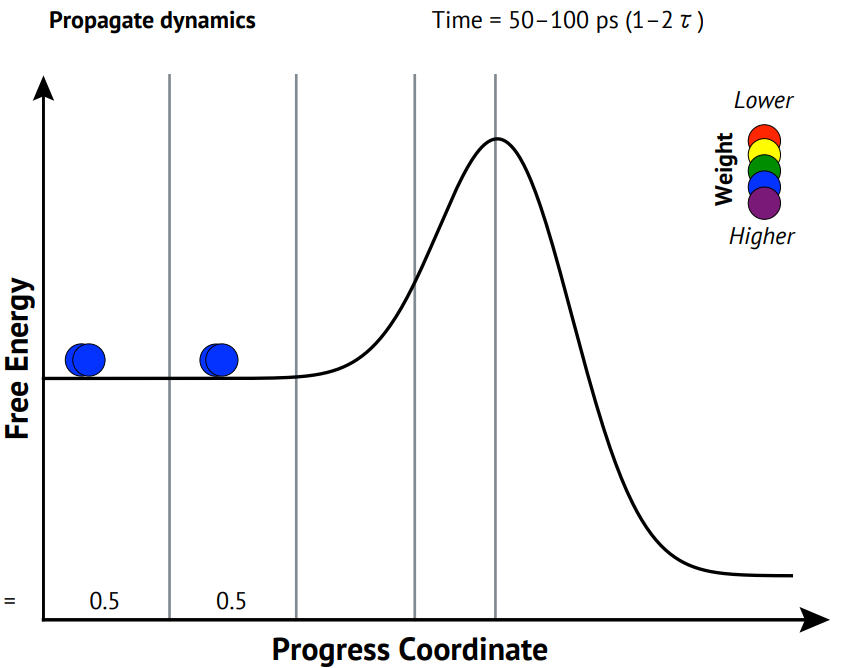 Propagate dynamics
Time = 50–100 ps (1–2 τ)
Lower
Weight
Higher
Free Energy
= 0.5 0.5
Progress Coordinate